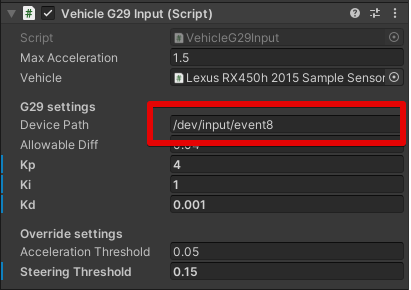 Vehicle G29 Input (Script)
Script VehicleG29Input
Max Acceleration 1.5
Vehicle Lexus RX450h 2015 Sample Sensor
G29 settings
Device Path /dev/input/event8
Allowable Diff 0.04
Kp 4
Ki 1
Kd 0.001
Override settings
Acceleration Threshold 0.05
Steering Threshold 0.15